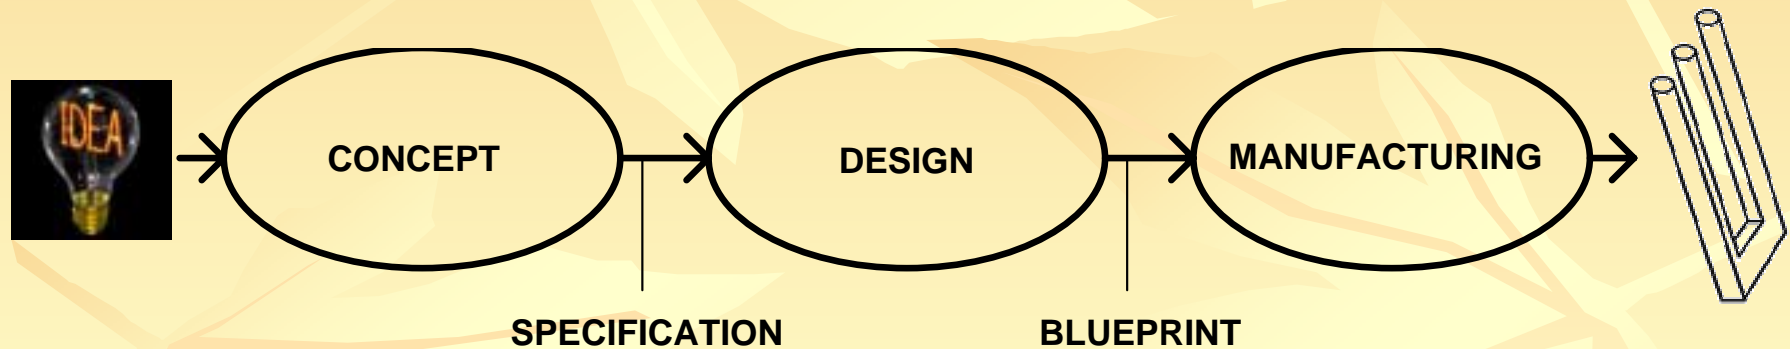 IDEA
CONCEPT
DESIGN
MANUFACTURING
SPECIFICATION
BLUEPRINT